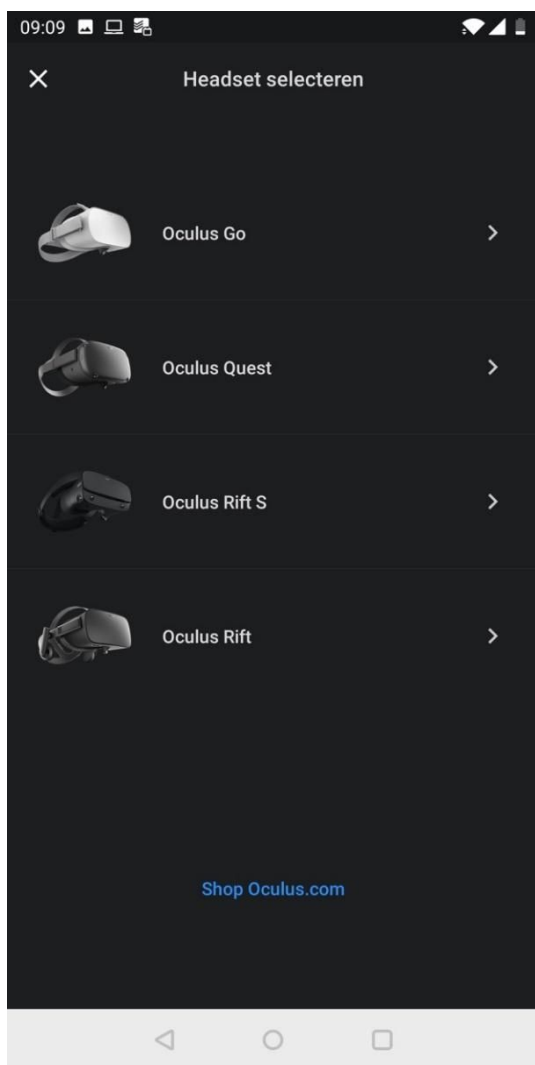 09:09
Headset selecteren
Oculus Go
Oculus Quest
Oculus Rift S
Oculus Rift
Shop Oculus.com